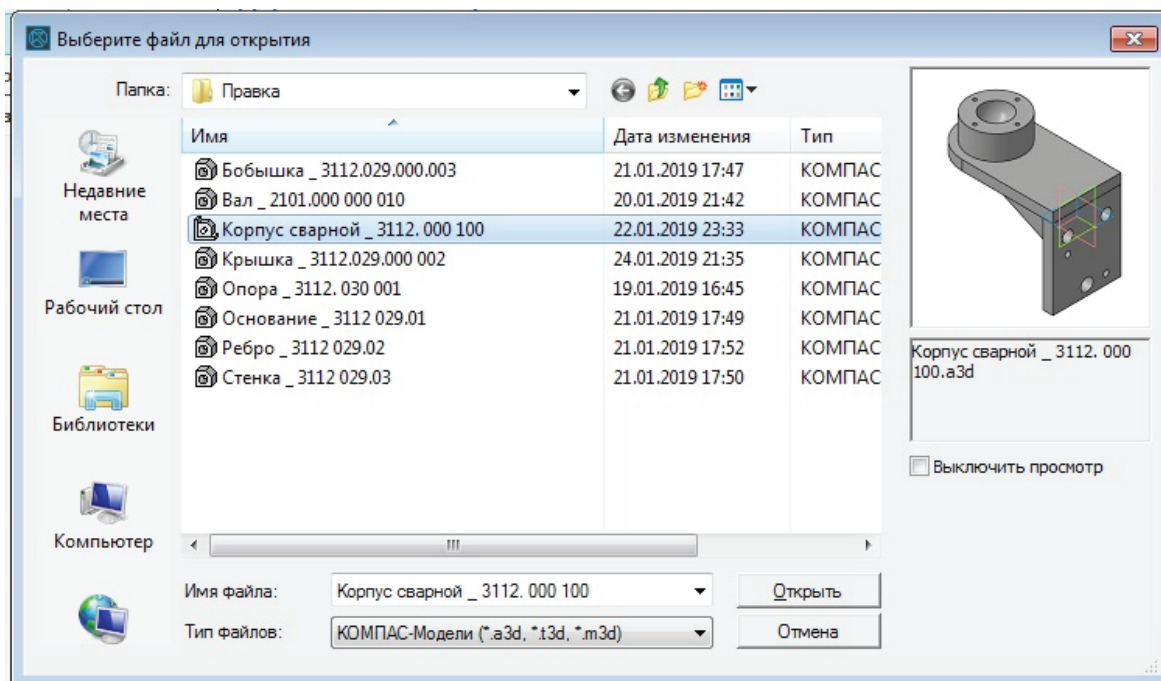 Выберите файл для открытия
Папка: Правка
Имя Дата изменения Тип
Бобышка _ 3112.029.000.003 21.01.2019 17:47 КОМПАС
Вал _ 2101.000 000 010 20.01.2019 21:42 КОМПАС
Корпус сварной _ 3112. 000 100 22.01.2019 23:33 КОМПАС
Крышка _ 3112.029.000 002 24.01.2019 21:35 КОМПАС
Опора _ 3112. 030 001 19.01.2019 16:45 КОМПАС
Основание _ 3112 029.01 21.01.2019 17:49 КОМПАС
Ребро _ 3112 029.02 21.01.2019 17:52 КОМПАС
Стенка _ 3112 029.03 21.01.2019 17:50 КОМПАС
Недавние
места
Рабочий стол
Библиотеки
Компьютер
Корпус сварной _ 3112. 000
100.a3d
Выключить просмотр
Имя файла: Корпус сварной _ 3112. 000 100 Открыть
Тип файлов: КОМПАС-Модели (*.a3d, *.t3d, *.m3d) Отмена